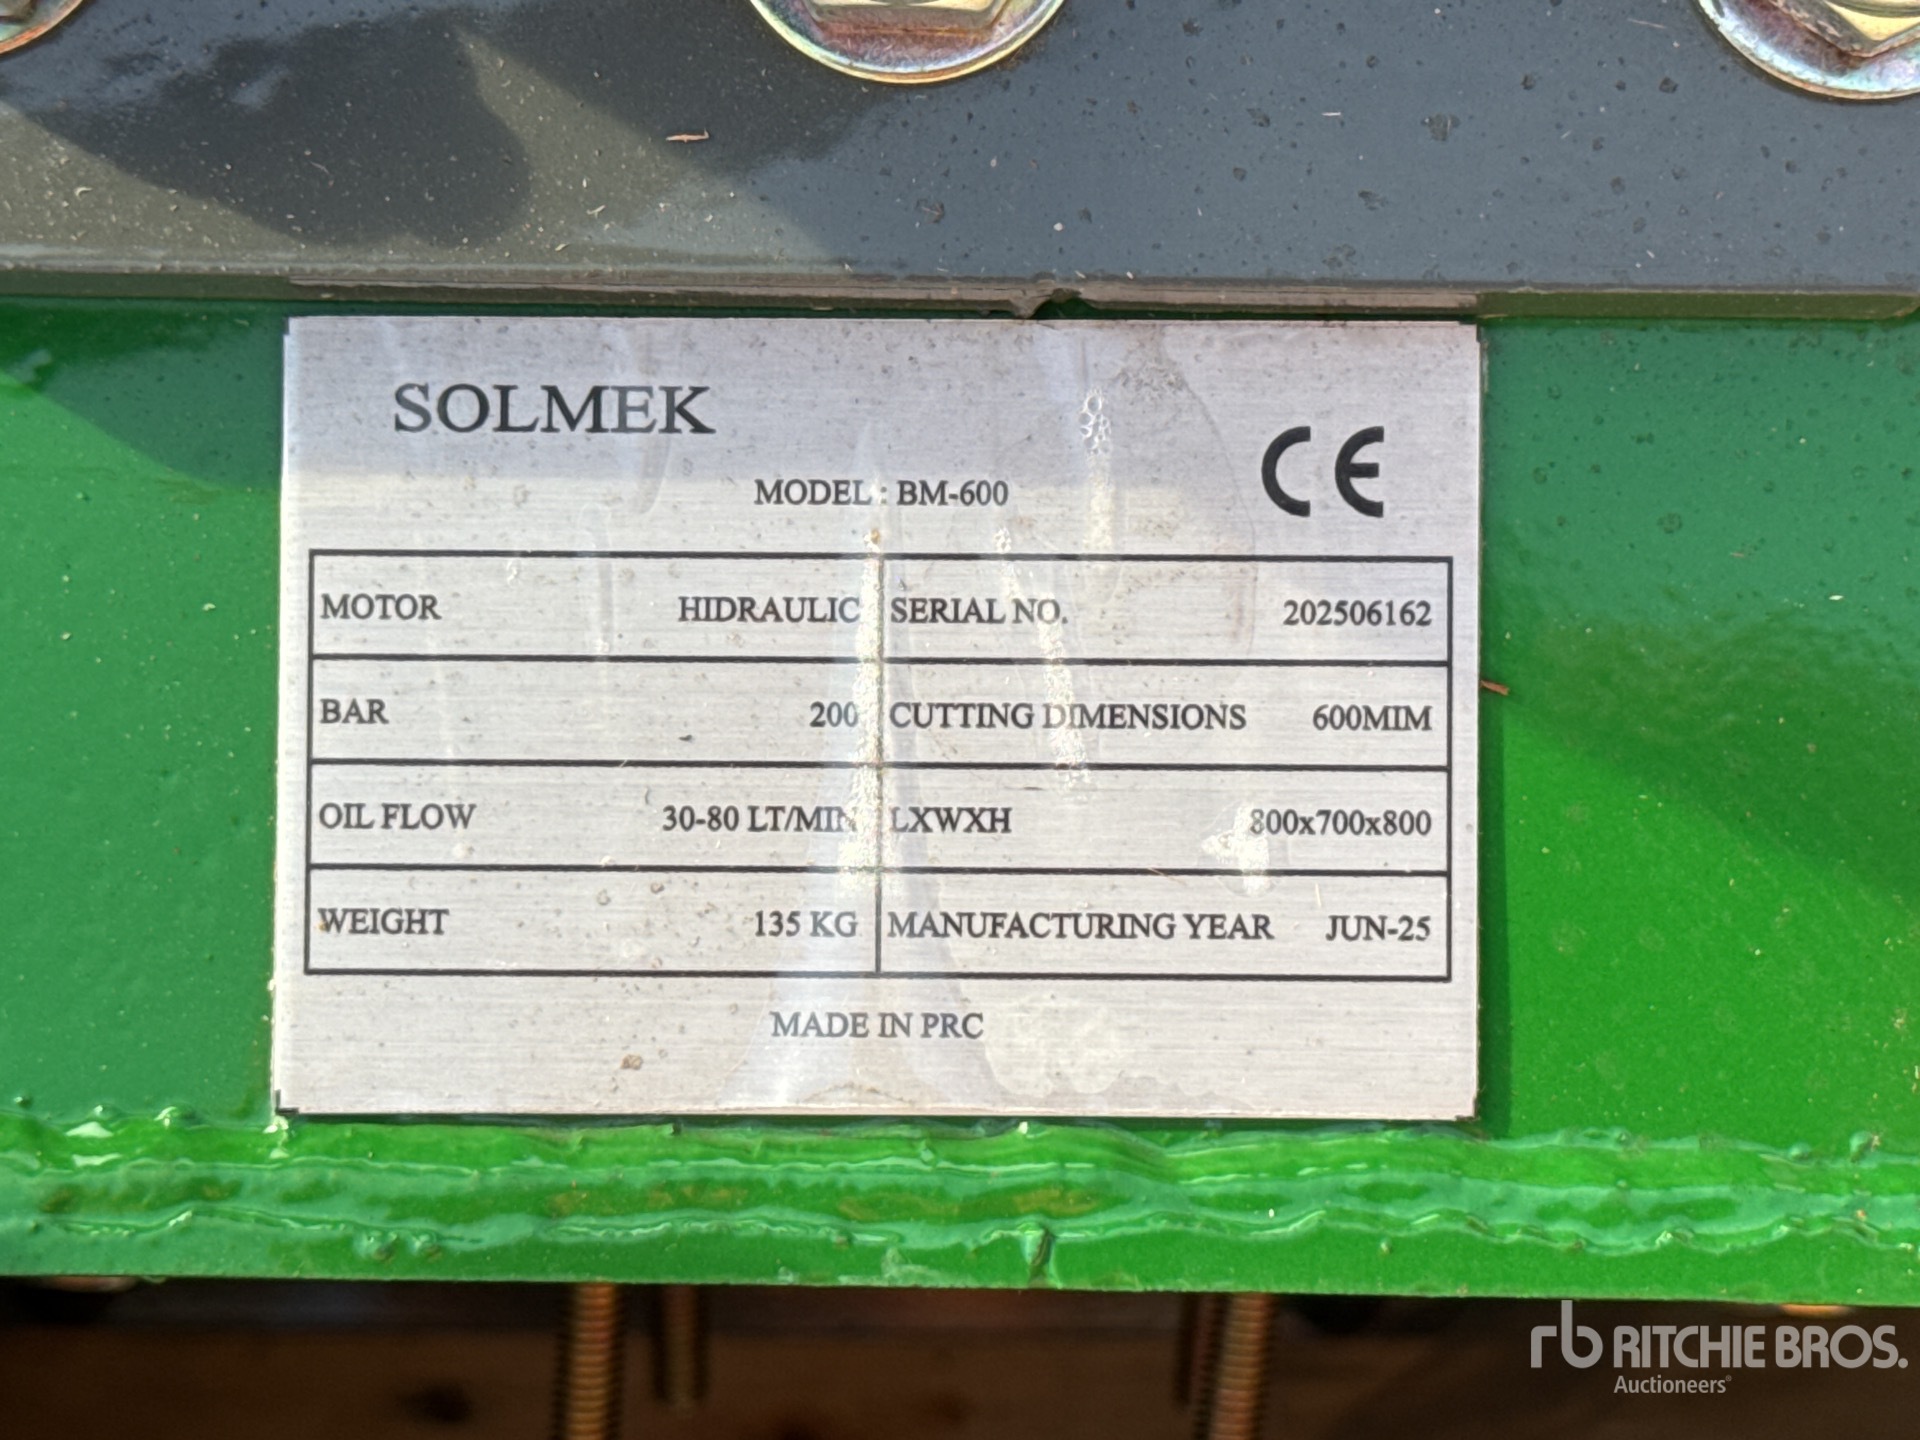 SOLMEK
CE
MODEL : BM-600
MOTOR HIDRAULIC SERIAL NO. 202506162
BAR 200 CUTTING DIMENSIONS 600MIM
OIL FLOW 30-80 LT/MIN LXWXH 800x700x800
WEIGHT 135 KG MANUFACTURING YEAR JUN-25
MADE IN PRC
rb RITCHIE BROS.
Auctioneers